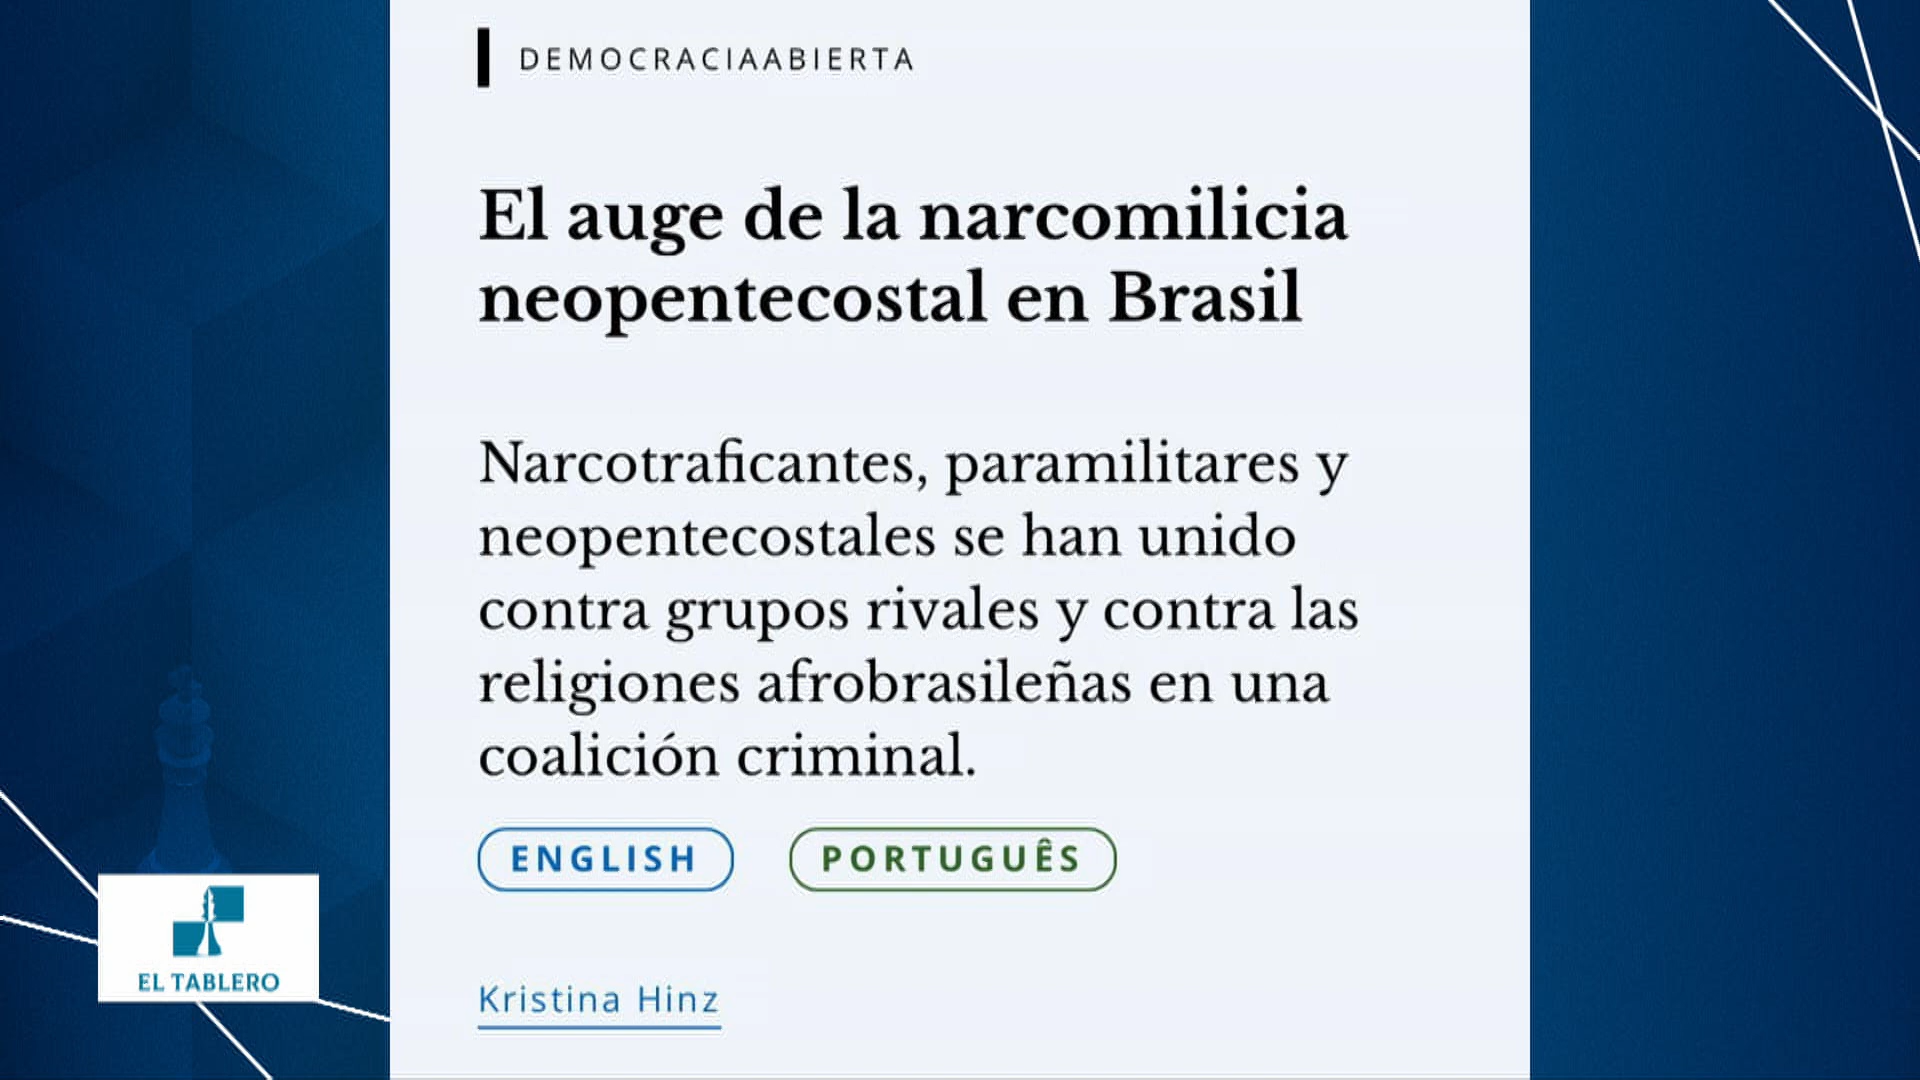 DEMOCRACIAABIERTA
El auge de la narcomilicia
neopentecostal en Brasil
Narcotraficantes, paramilitares y
neopentecostales se han unido
contra grupos rivales y contra las
religiones afrobrasileñas en una
coalición criminal.
ENGLISH PORTUGUÊS
Kristina Hinz
EL TABLERO